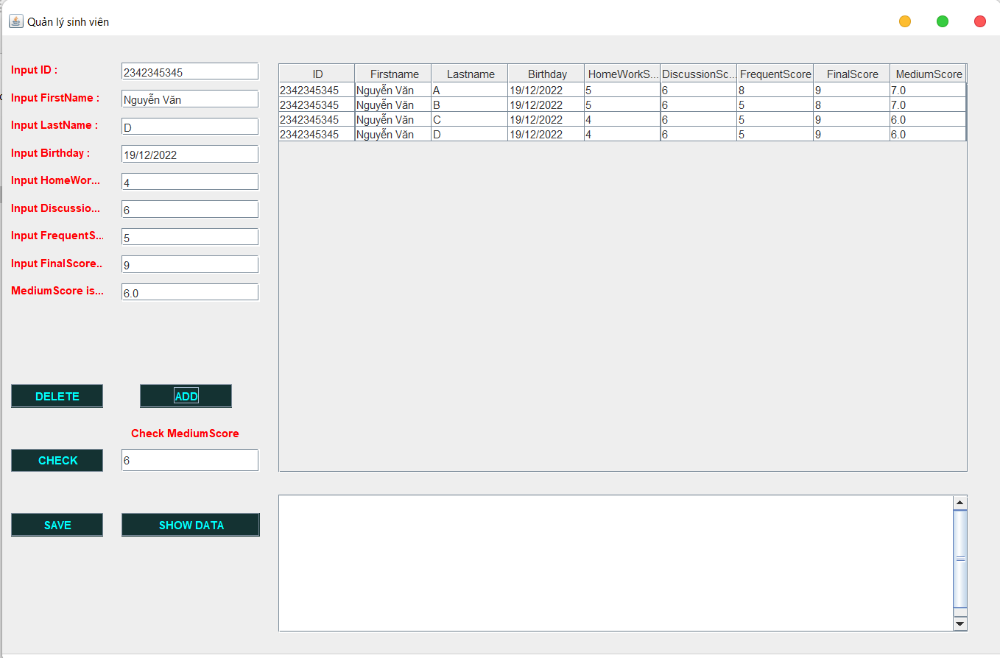 Quản lý sinh viên
Input ID : 2342345345
Input FirstName : Nguyễn Văn
Input LastName : D
Input Birthday : 19/12/2022
Input HomeWor... 4
Input Discussio... 6
Input FrequentS... 5
Input FinalScore.. 9
MediumScore is... 6.0
DELETE ADD
Check MediumScore
CHECK 6
SAVE SHOW DATA
ID Firstname Lastname Birthday HomeWorkS... DiscussionSc... FrequentScore FinalScore MediumScore
2342345345 Nguyễn Văn A 19/12/2022 5 6 8 9 7.0
2342345345 Nguyễn Văn B 19/12/2022 5 6 5 8 7.0
2342345345 Nguyễn Văn C 19/12/2022 4 6 5 9 6.0
2342345345 Nguyễn Văn D 19/12/2022 4 6 5 9 6.0